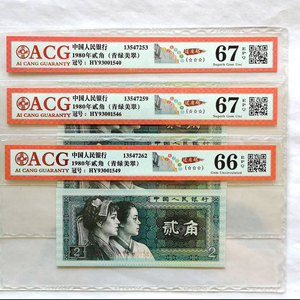 ACG
AI CANG GUARANTY
中国人民银行 13547253
1980年贰角（青绿美翠）
冠号：HY93001540
67 EPQ
Superb Gem Unc
ACG
AI CANG GUARANTY
中国人民银行 13547259
1980年贰角（青绿美翠）
冠号：HY93001546
67 EPQ
Superb Gem Unc
ACG
AI CANG GUARANTY
中国人民银行 13547262
1980年贰角（青绿美翠）
冠号：HY93001549
66 EPQ
Gem Uncirculated
中国人民银行
贰角
2
2